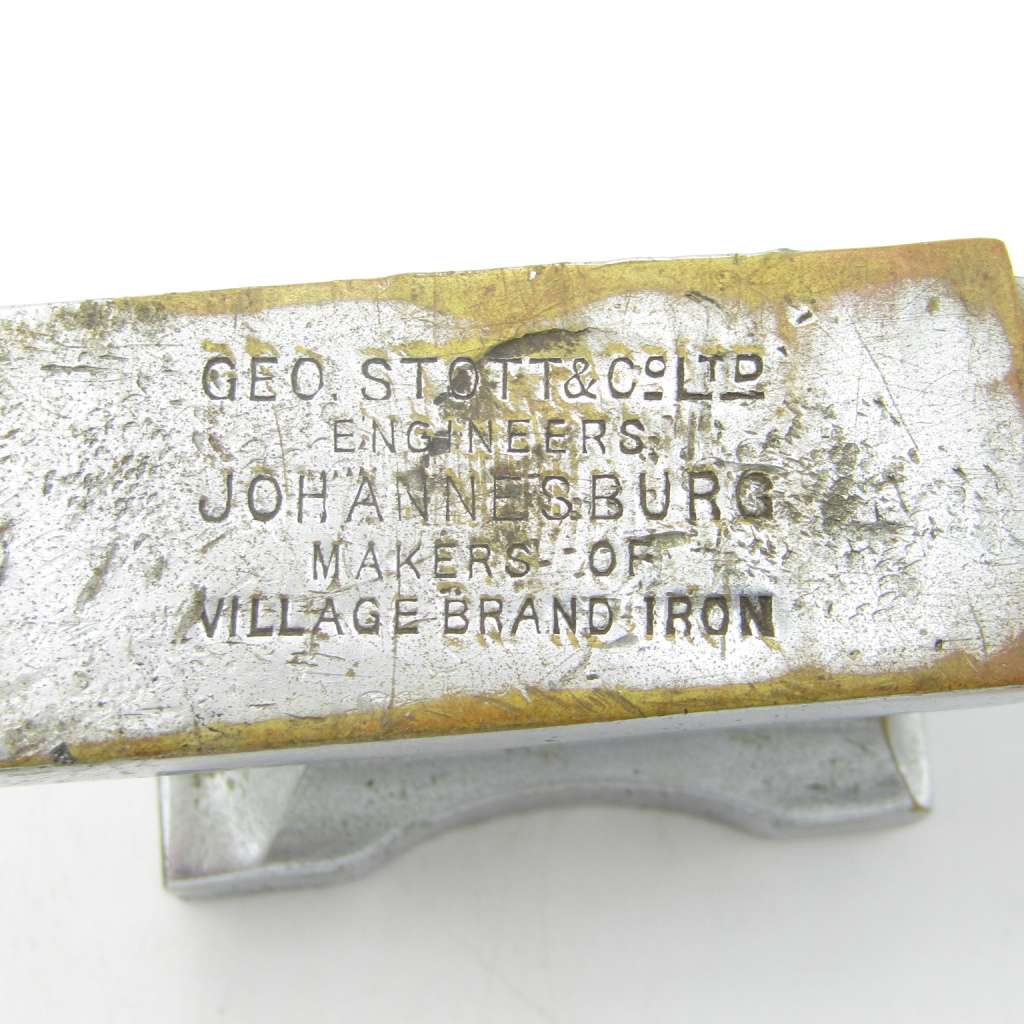 GEO. STOTT & Co LTD
ENGINEERS
JOHANNESBURG
MAKERS OF
VILLAGE BRAND IRON